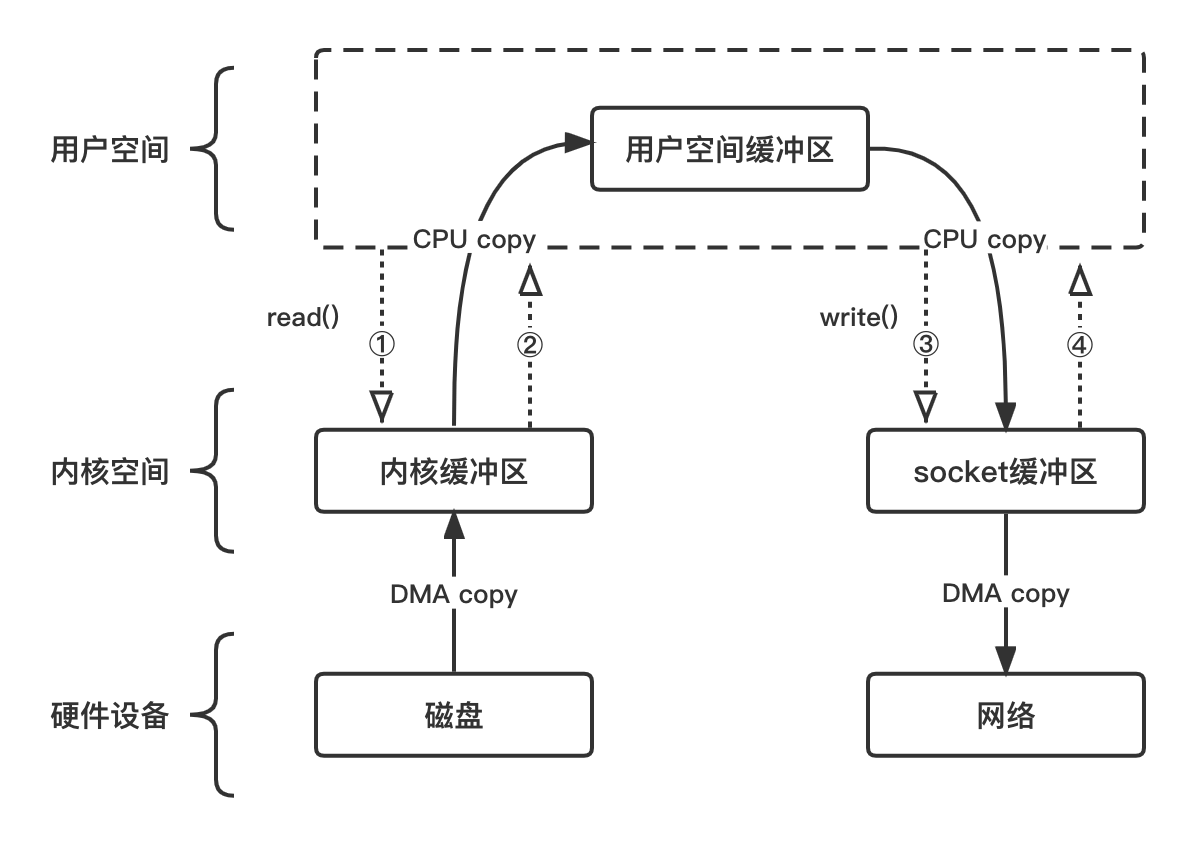 用户空间
用户空间缓冲区
CPU copy
CPU copy
read()
write()
①
②
③
④
内核空间
内核缓冲区
socket缓冲区
DMA copy
DMA copy
硬件设备
磁盘
网络